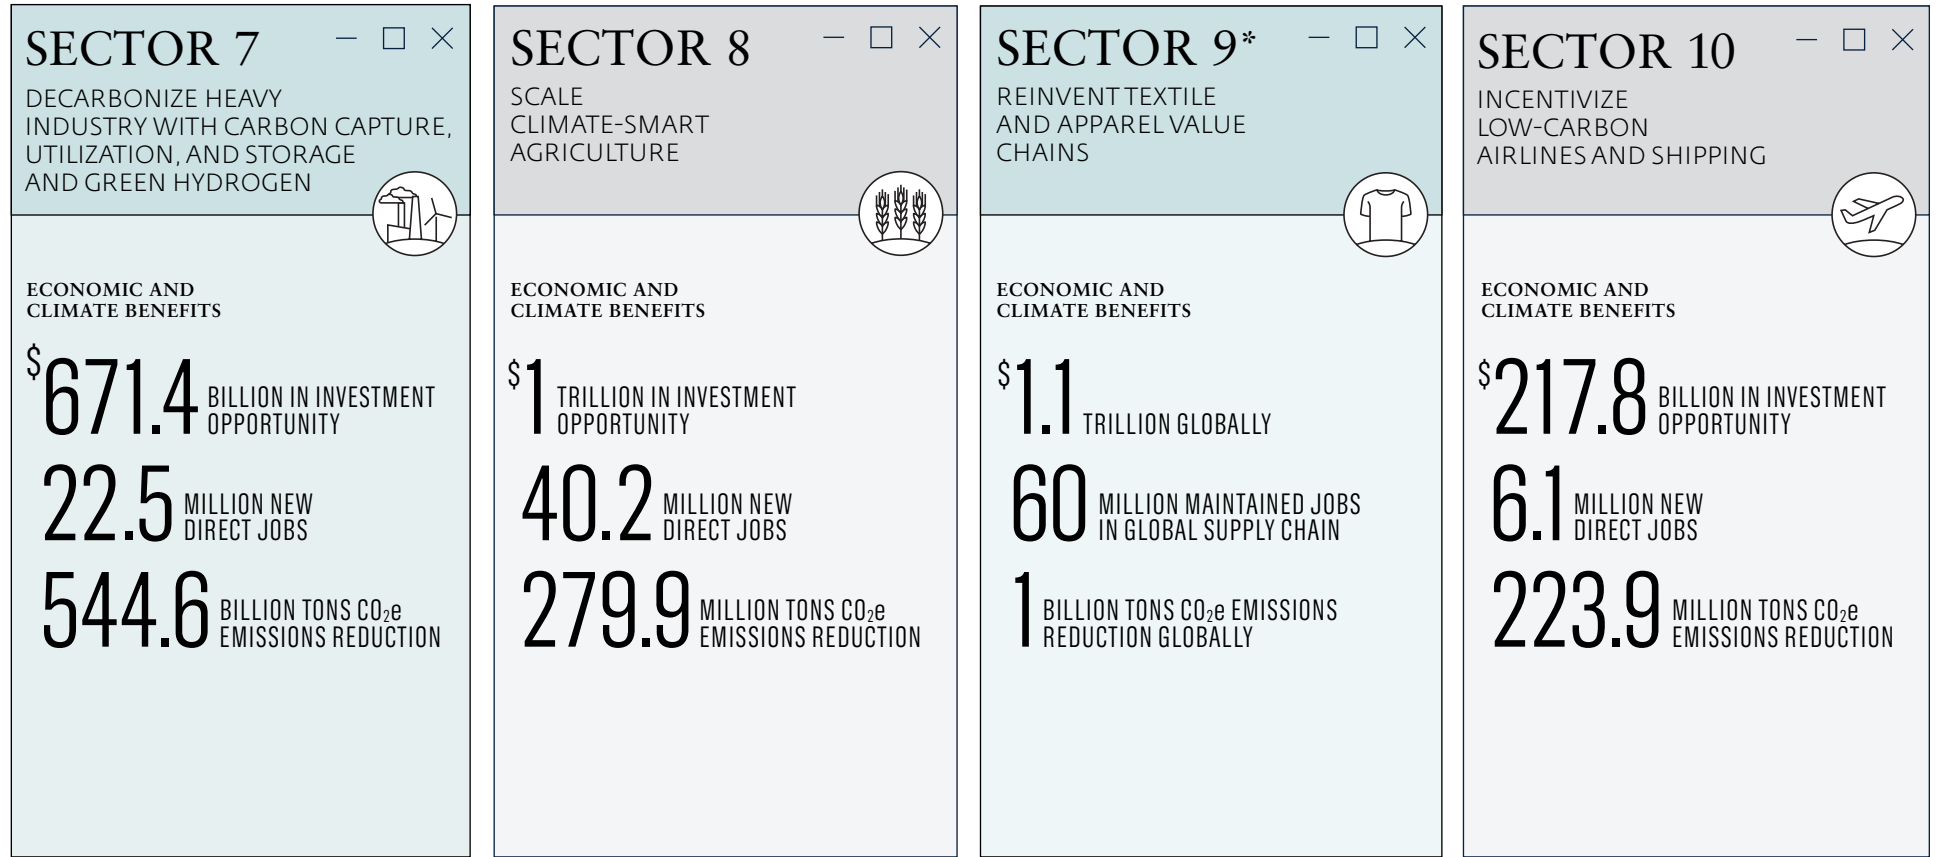 SECTOR 7
DECARBONIZE HEAVY
INDUSTRY WITH CARBON CAPTURE,
UTILIZATION, AND STORAGE
AND GREEN HYDROGEN
ECONOMIC AND
CLIMATE BENEFITS
$671.4 BILLION IN INVESTMENT
OPPORTUNITY
22.5 MILLION NEW
DIRECT JOBS
544.6 BILLION TONS CO₂e
EMISSIONS REDUCTION
SECTOR 8
SCALE
CLIMATE-SMART
AGRICULTURE
ECONOMIC AND
CLIMATE BENEFITS
$1 TRILLION IN INVESTMENT
OPPORTUNITY
40.2 MILLION NEW
DIRECT JOBS
279.9 MILLION TONS CO₂e
EMISSIONS REDUCTION
SECTOR 9*
REINVENT TEXTILE
AND APPAREL VALUE
CHAINS
ECONOMIC AND
CLIMATE BENEFITS
$1.1 TRILLION GLOBALLY
60 MILLION MAINTAINED JOBS
IN GLOBAL SUPPLY CHAIN
1 BILLION TONS CO₂e EMISSIONS
REDUCTION GLOBALLY
SECTOR 10
INCENTIVIZE
LOW-CARBON
AIRLINES AND SHIPPING
ECONOMIC AND
CLIMATE BENEFITS
$217.8 BILLION IN INVESTMENT
OPPORTUNITY
6.1 MILLION NEW
DIRECT JOBS
223.9 MILLION TONS CO₂e
EMISSIONS REDUCTION